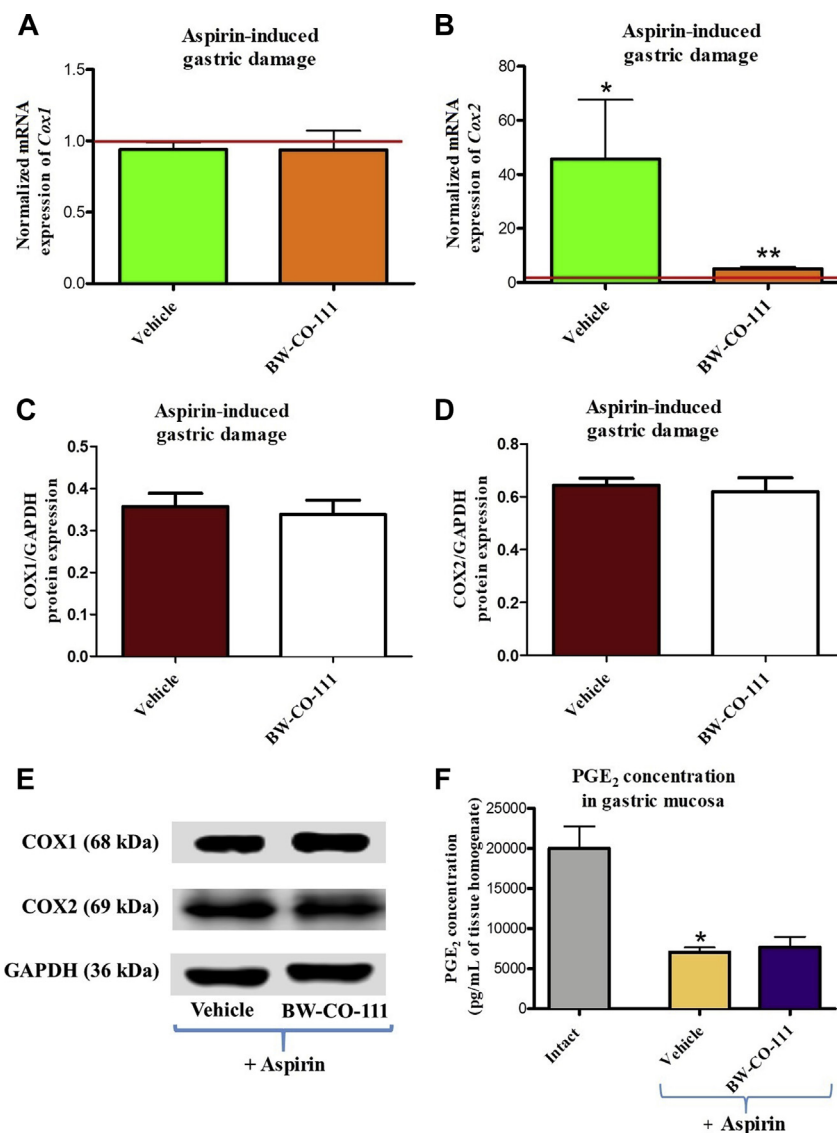 A
Aspirin-induced
gastric damage
Normalized mRNA
expression of Cox1
1.5
1.0
0.5
0.0
Vehicle
BW-CO-111
B
Aspirin-induced
gastric damage
Normalized mRNA
expression of Cox2
80
60
40
20
0
*
**
Vehicle
BW-CO-111
C
Aspirin-induced
gastric damage
COX1/GAPDH
protein expression
0.5
0.4
0.3
0.2
0.1
0.0
Vehicle
BW-CO-111
D
Aspirin-induced
gastric damage
COX2/GAPDH
protein expression
0.8
0.6
0.4
0.2
0.0
Vehicle
BW-CO-111
E
COX1 (68 kDa)
COX2 (69 kDa)
GAPDH (36 kDa)
Vehicle BW-CO-111
+ Aspirin
F
PGE₂ concentration
in gastric mucosa
PGE₂ concentration
(pg/mL of tissue homogenate)
25000
20000
15000
10000
5000
0
*
Intact
Vehicle
BW-CO-111
+ Aspirin